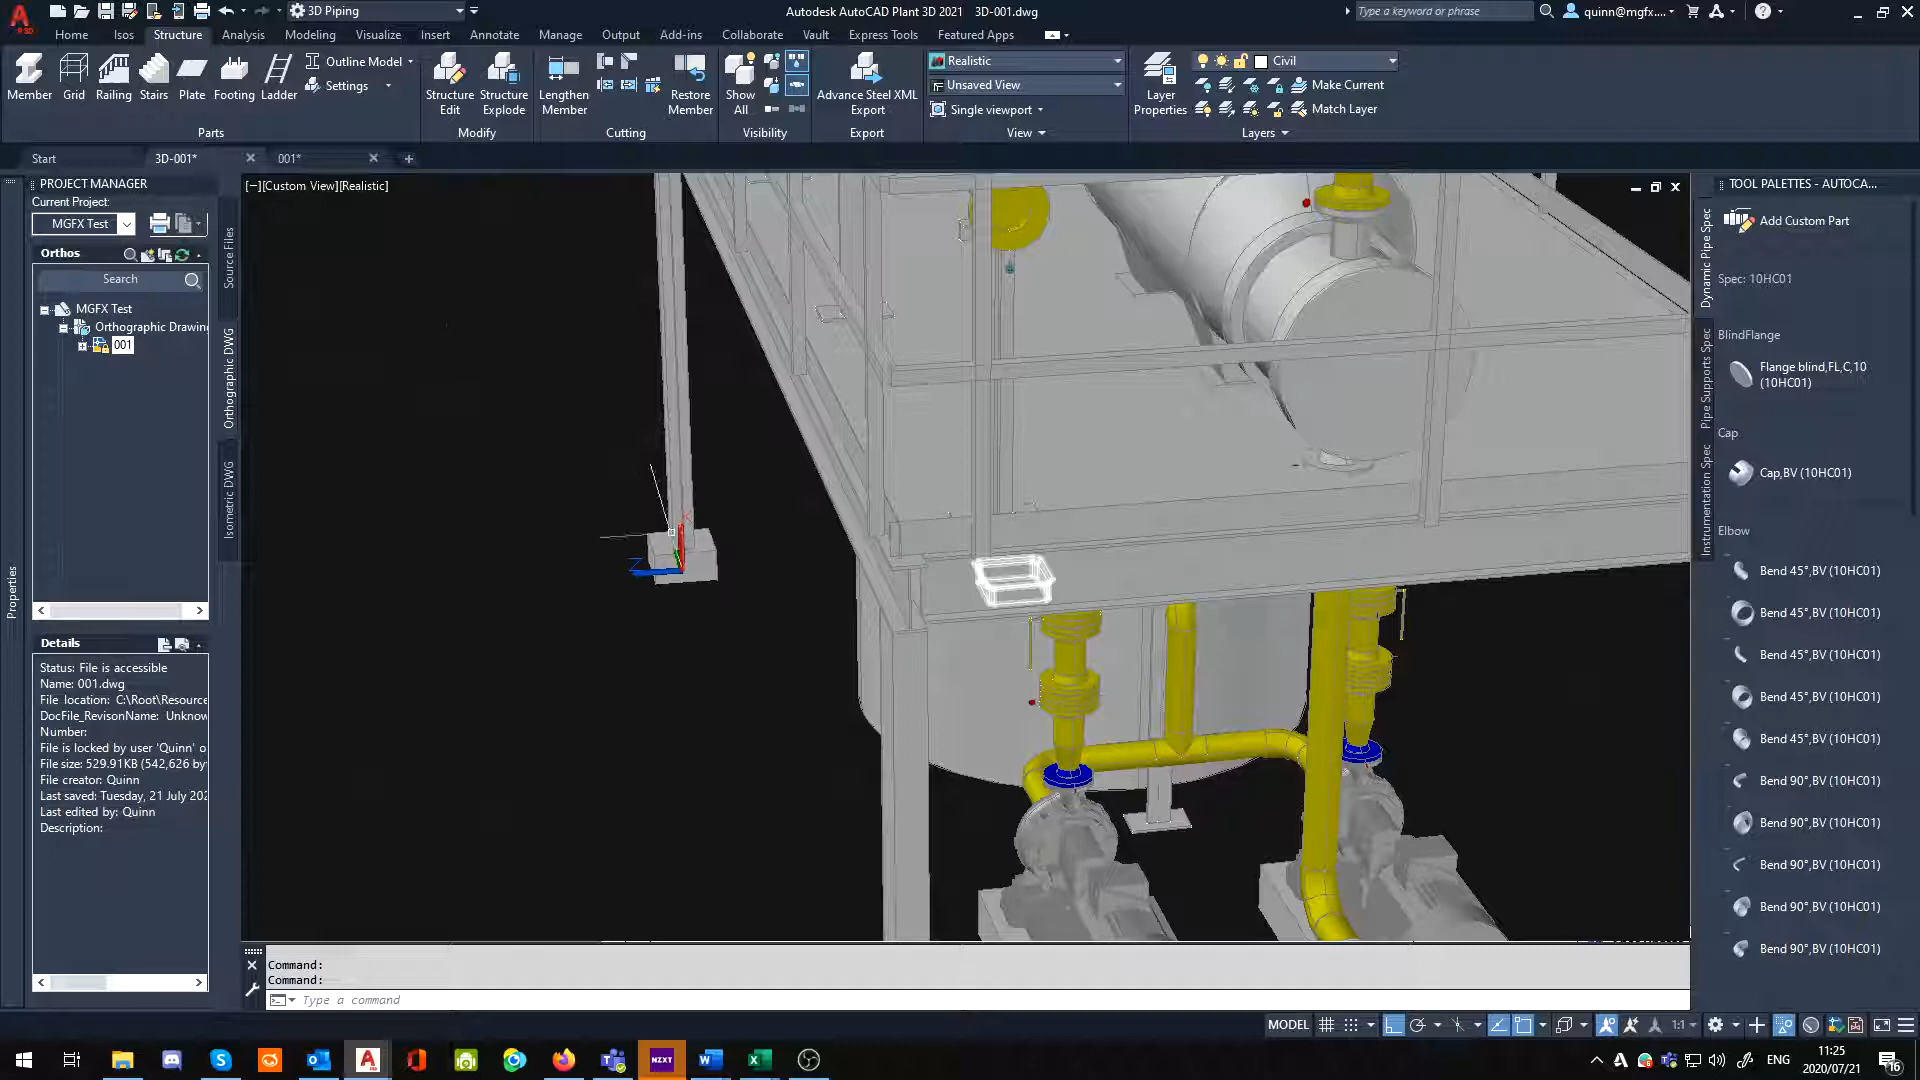 3D Piping
Autodesk AutoCAD Plant 3D 2021 3D-001.dwg
Type a keyword or phrase
quinn@mgfx....
Home Isos Structure Analysis Modeling Visualize Insert Annotate Manage Output Add-ins Collaborate Vault Express Tools Featured Apps
Member Grid Railing Stairs Plate Footing Ladder
Outline Model
Settings
Parts
Structure Edit
Structure Explode
Modify
Lengthen Member
Restore Member
Cutting
Show All
Visibility
Advance Steel XML Export
Export
Realistic
Unsaved View
Single viewport
View
Layer Properties
Civil
Make Current
Match Layer
Layers
Start 3D-001* 001*
PROJECT MANAGER
Current Project:
MGFX Test
Orthos
Search
MGFX Test
Orthographic Drawing
001
Source Files
Orthographic DWG
Isometric DWG
Properties
Details
Status: File is accessible
Name: 001.dwg
File location: C:\Root\Resource
DocFile_RevisonName: Unknow
Number:
File is locked by user 'Quinn' o
File size: 529.91KB (542,626 by
File creator: Quinn
Last saved: Tuesday, 21 July 202
Last edited by: Quinn
Description:
[−][Custom View][Realistic]
Z
X
Command:
Command:
Type a command
TOOL PALETTES - AUTOCA...
Dynamic Pipe Spec
Pipe Supports Spec
Instrumentation Spec
Add Custom Part
Spec: 10HC01
BlindFlange
Flange blind,FL,C,10 (10HC01)
Cap
Cap,BV (10HC01)
Elbow
Bend 45°,BV (10HC01)
Bend 45°,BV (10HC01)
Bend 45°,BV (10HC01)
Bend 45°,BV (10HC01)
Bend 45°,BV (10HC01)
Bend 90°,BV (10HC01)
Bend 90°,BV (10HC01)
Bend 90°,BV (10HC01)
Bend 90°,BV (10HC01)
Bend 90°,BV (10HC01)
MODEL
1:1
NZXT
ENG
11:25
2020/07/21
16